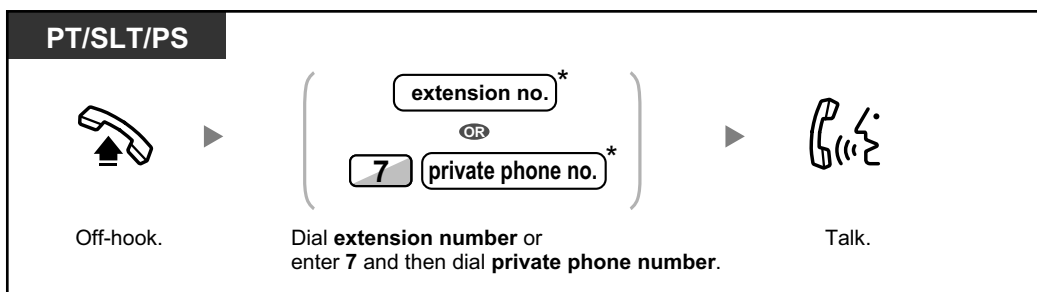 PT/SLT/PS
extension no.*
OR
7 private phone no.*
Off-hook.
Dial extension number or
enter 7 and then dial private phone number.
Talk.